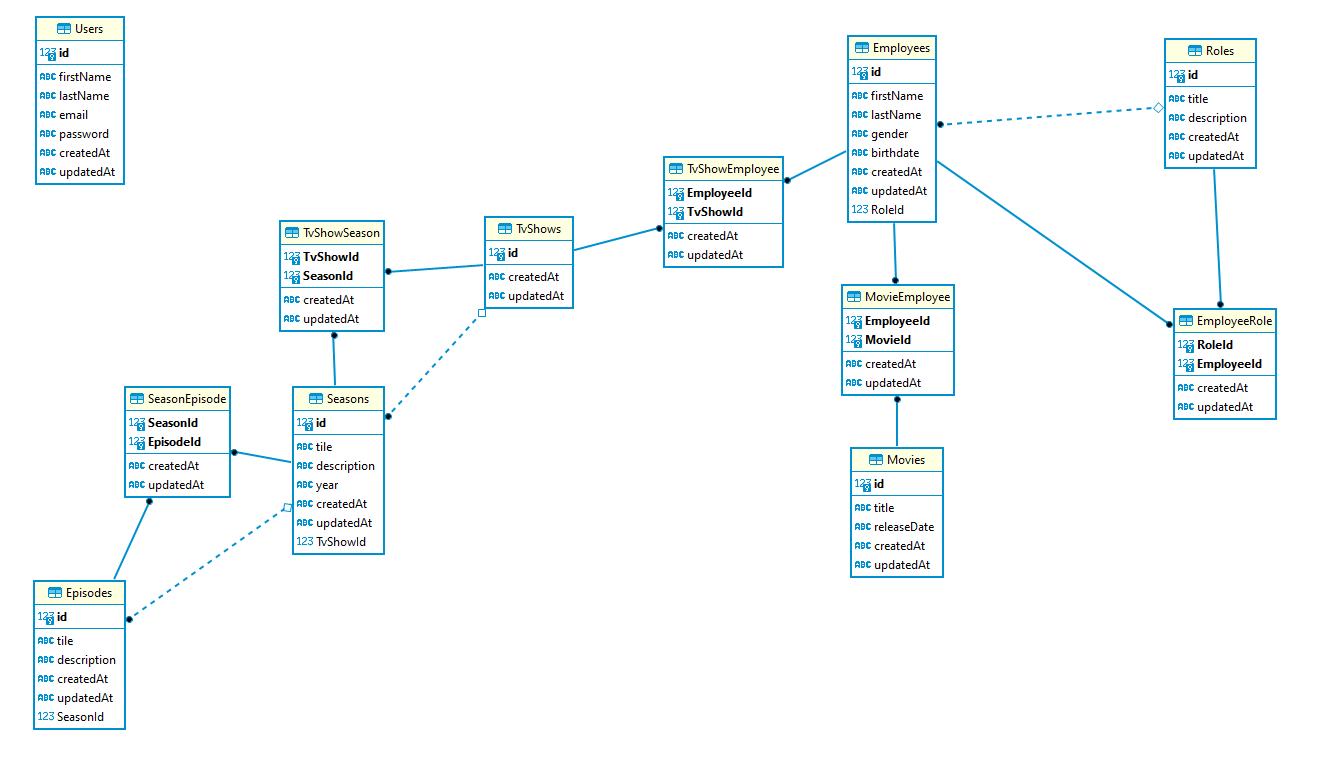 Users
123 id
ABC firstName
ABC lastName
ABC email
ABC password
ABC createdAt
ABC updatedAt
Employees
123 id
ABC firstName
ABC lastName
ABC gender
ABC birthdate
ABC createdAt
ABC updatedAt
123 RoleId
Roles
123 id
ABC title
ABC description
ABC createdAt
ABC updatedAt
TvShowEmployee
123 EmployeeId
123 TvShowId
ABC createdAt
ABC updatedAt
TvShowSeason
123 TvShowId
123 SeasonId
ABC createdAt
ABC updatedAt
TvShows
123 id
ABC createdAt
ABC updatedAt
MovieEmployee
123 EmployeeId
123 MovieId
ABC createdAt
ABC updatedAt
EmployeeRole
123 RoleId
123 EmployeeId
ABC createdAt
ABC updatedAt
SeasonEpisode
123 SeasonId
123 EpisodeId
ABC createdAt
ABC updatedAt
Seasons
123 id
ABC tile
ABC description
ABC year
ABC createdAt
ABC updatedAt
123 TvShowId
Movies
123 id
ABC title
ABC releaseDate
ABC createdAt
ABC updatedAt
Episodes
123 id
ABC tile
ABC description
ABC createdAt
ABC updatedAt
123 SeasonId